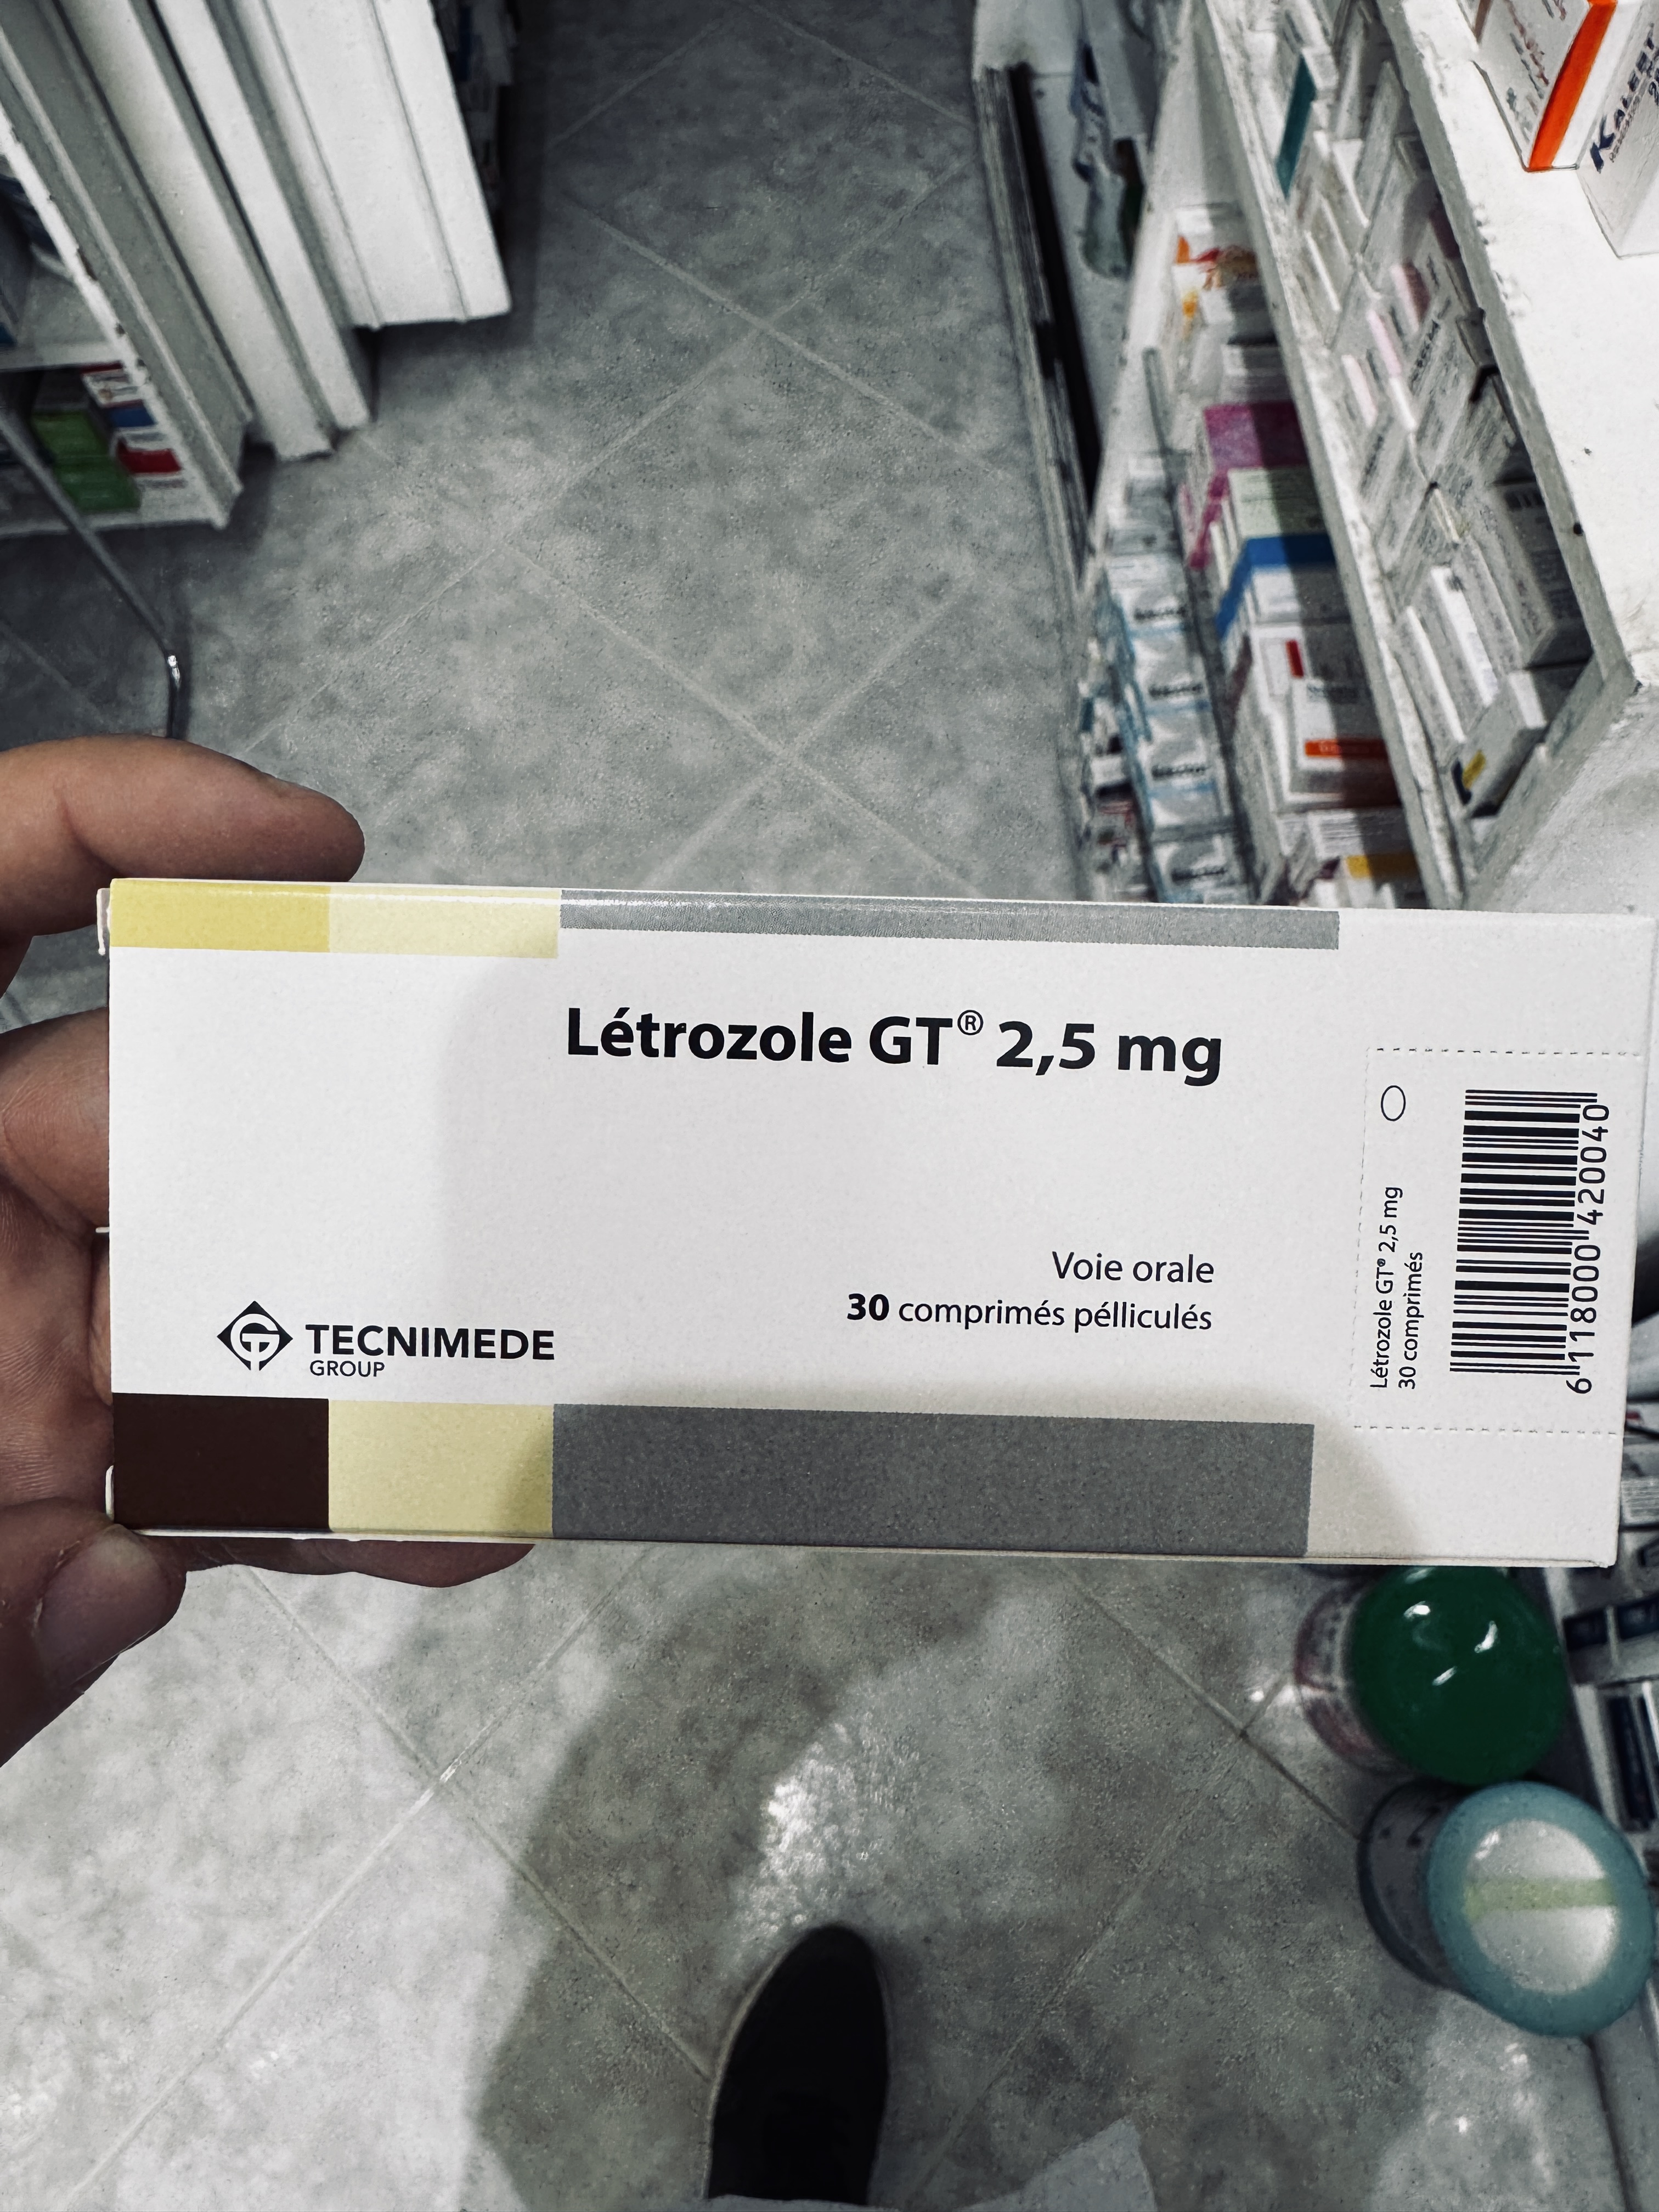 Létrozole GT® 2,5 mg
Voie orale
30 comprimés pélliculés
TECNIMEDE
GROUP
Létrozole GT® 2,5 mg
30 comprimés
6 118000 420040
KALEST